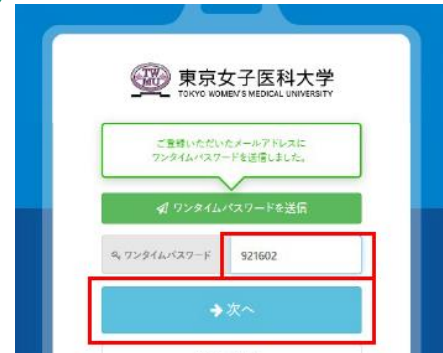 TWMU
東京女子医科大学
TOKYO WOMEN'S MEDICAL UNIVERSITY
ご登録いただいたメールアドレスに
ワンタイムパスワードを送信しました。
ワンタイムパスワードを送信
ワンタイムパスワード
921602
次へ